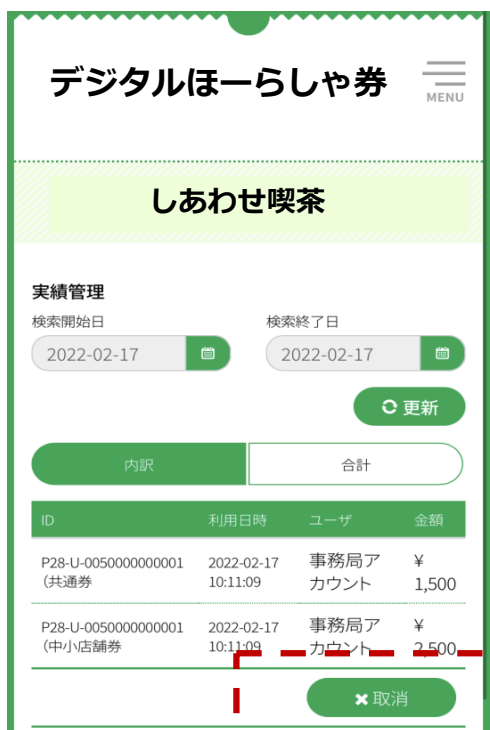 デジタルほーらしゃ券
MENU
しあわせ喫茶
実績管理
検索開始日 検索終了日
2022-02-17 2022-02-17
更新
内訳 合計
ID 利用日時 ユーザ 金額
P28-U-0050000000001 2022-02-17 事務局ア ¥
(共通券 10:11:09 カウント 1,500
P28-U-0050000000001 2022-02-17 事務局ア ¥
(中小店舗券 10:11:09 カウント 2,500
取消